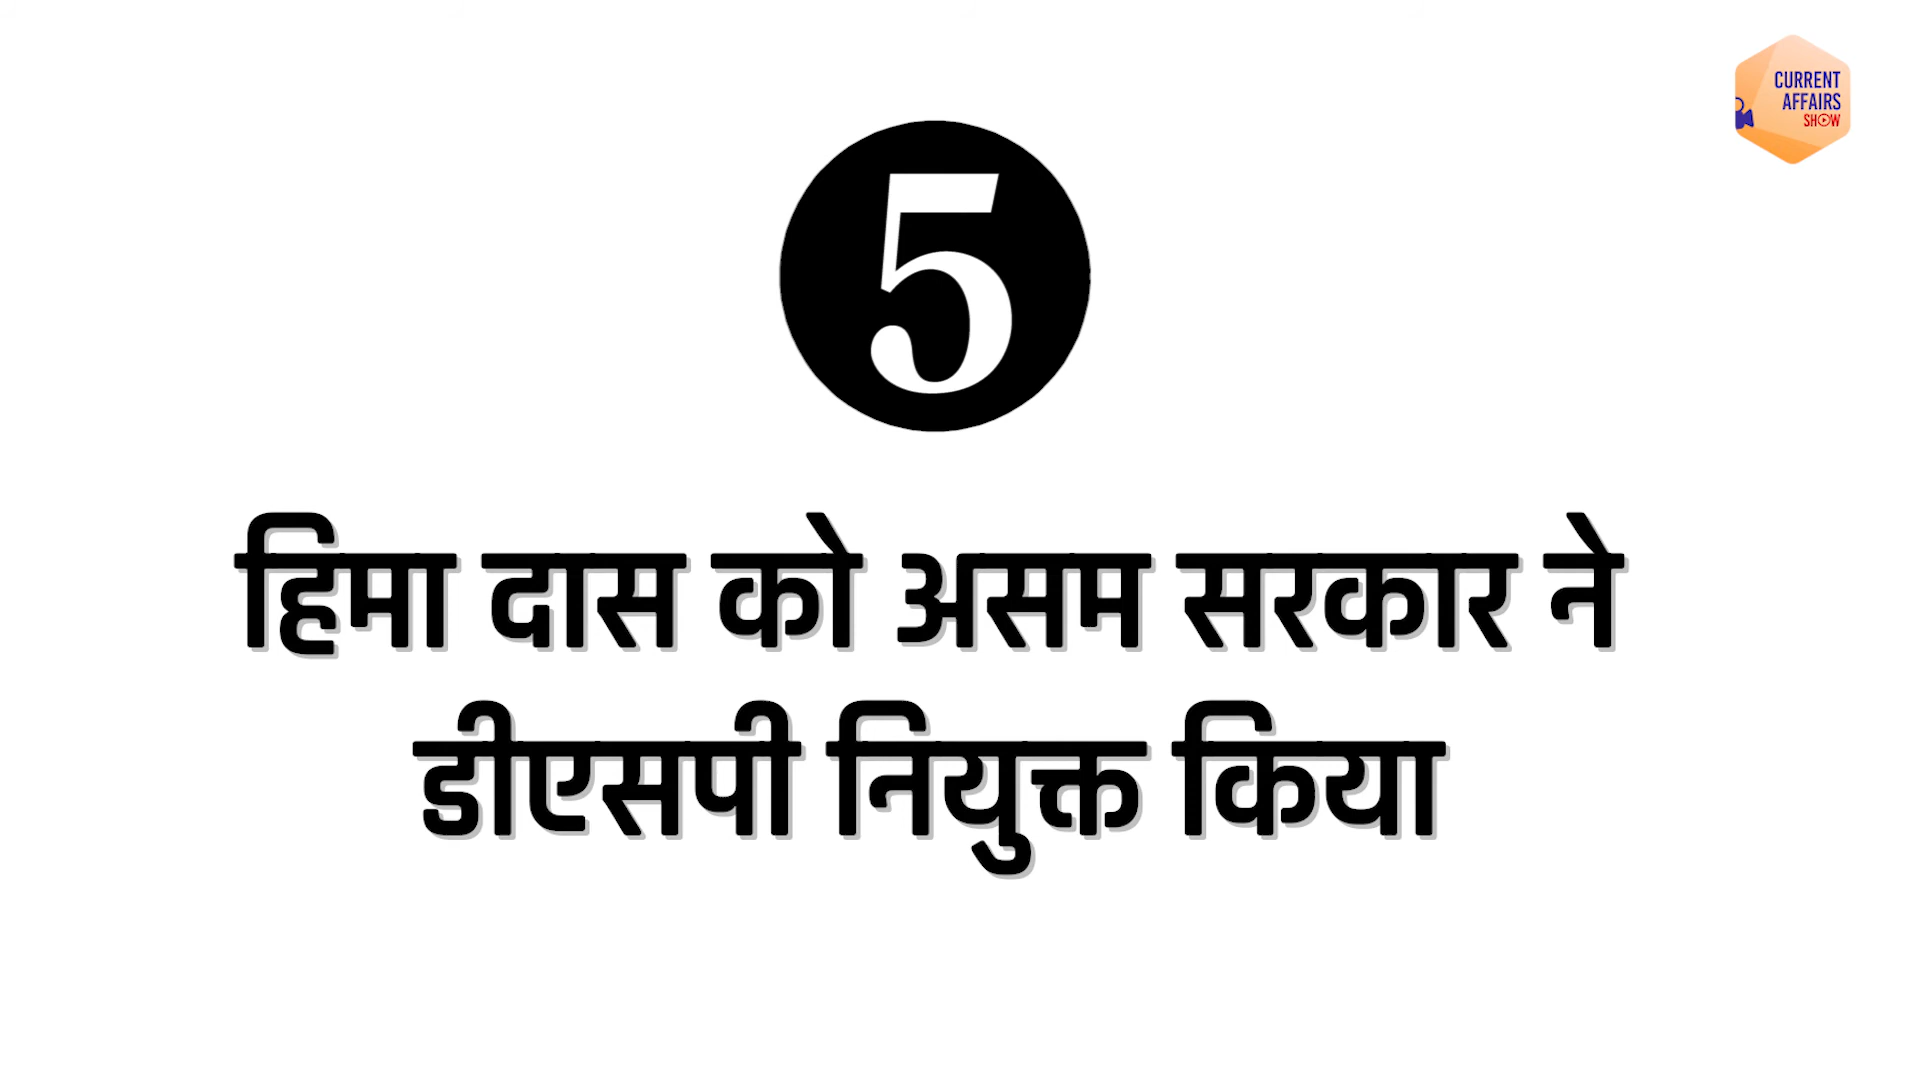 CURRENT
AFFAIRS
SHOW
5
हिमा दास को असम सरकार ने
डीएसपी नियुक्त किया